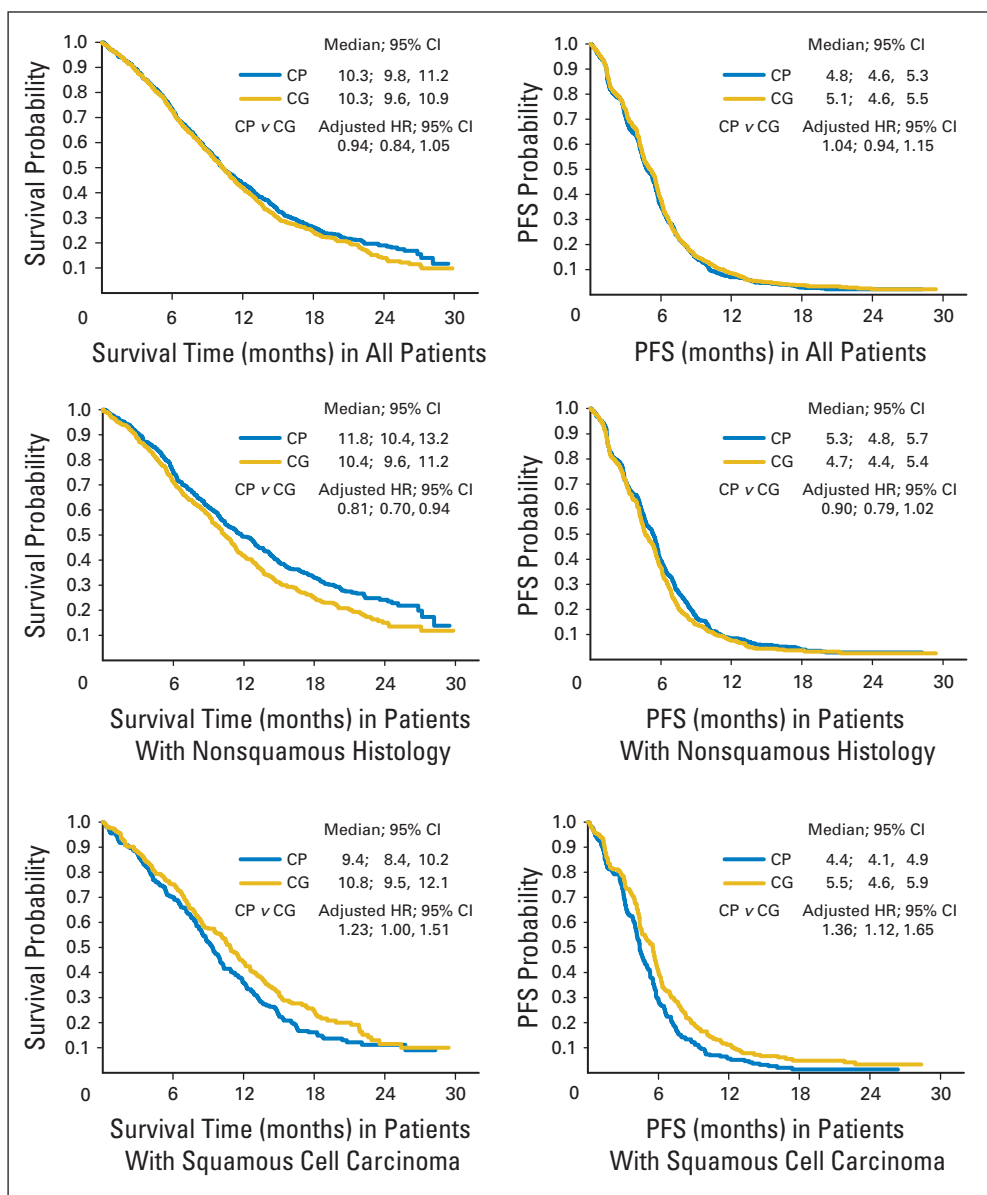 Survival Probability
1.0
0.9
0.8
0.7
0.6
0.5
0.4
0.3
0.2
0.1
0 6 12 18 24 30
Median; 95% CI
CP 10.3; 9.8, 11.2
CG 10.3; 9.6, 10.9
CP v CG Adjusted HR; 95% CI
0.94; 0.84, 1.05
Survival Time (months) in All Patients
PFS Probability
1.0
0.9
0.8
0.7
0.6
0.5
0.4
0.3
0.2
0.1
0 6 12 18 24 30
Median; 95% CI
CP 4.8; 4.6, 5.3
CG 5.1; 4.6, 5.5
CP v CG Adjusted HR; 95% CI
1.04; 0.94, 1.15
PFS (months) in All Patients
Survival Probability
1.0
0.9
0.8
0.7
0.6
0.5
0.4
0.3
0.2
0.1
0 6 12 18 24 30
Median; 95% CI
CP 11.8; 10.4, 13.2
CG 10.4; 9.6, 11.2
CP v CG Adjusted HR; 95% CI
0.81; 0.70, 0.94
Survival Time (months) in Patients
With Nonsquamous Histology
PFS Probability
1.0
0.9
0.8
0.7
0.6
0.5
0.4
0.3
0.2
0.1
0 6 12 18 24 30
Median; 95% CI
CP 5.3; 4.8, 5.7
CG 4.7; 4.4, 5.4
CP v CG Adjusted HR; 95% CI
0.90; 0.79, 1.02
PFS (months) in Patients
With Nonsquamous Histology
Survival Probability
1.0
0.9
0.8
0.7
0.6
0.5
0.4
0.3
0.2
0.1
0 6 12 18 24 30
Median; 95% CI
CP 9.4; 8.4, 10.2
CG 10.8; 9.5, 12.1
CP v CG Adjusted HR; 95% CI
1.23; 1.00, 1.51
Survival Time (months) in Patients
With Squamous Cell Carcinoma
PFS Probability
1.0
0.9
0.8
0.7
0.6
0.5
0.4
0.3
0.2
0.1
0 6 12 18 24 30
Median; 95% CI
CP 4.4; 4.1, 4.9
CG 5.5; 4.6, 5.9
CP v CG Adjusted HR; 95% CI
1.36; 1.12, 1.65
PFS (months) in Patients
With Squamous Cell Carcinoma